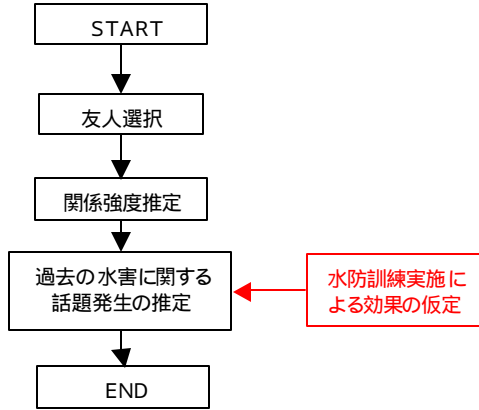 START
友人選択
関係強度推定
過去の水害に関する
話題発生の推定
水防訓練実施に
よる効果の仮定
END